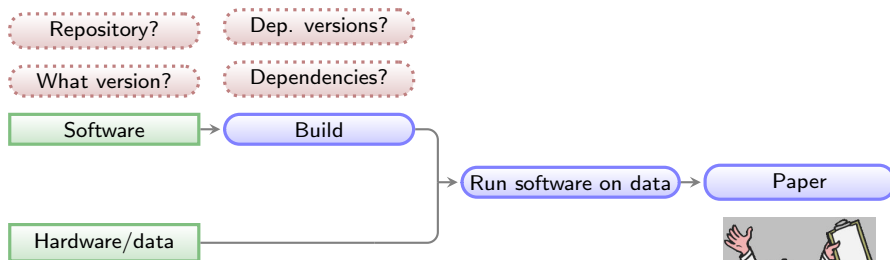 Repository?
Dep. versions?
What version?
Dependencies?
Software
Build
Run software on data
Paper
Hardware/data